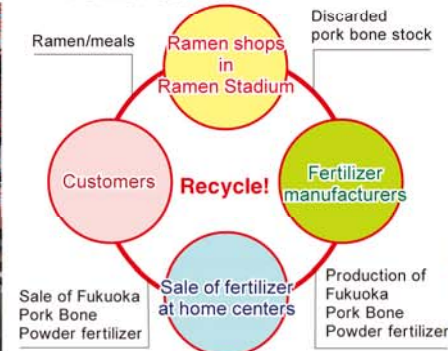 Ramen/meals
Ramen shops
in
Ramen Stadium
Discarded
pork bone stock
Customers
Recycle!
Fertilizer
manufacturers
Sale of Fukuoka
Pork Bone
Powder fertilizer
Sale of fertilizer
at home centers
Production of
Fukuoka
Pork Bone
Powder fertilizer